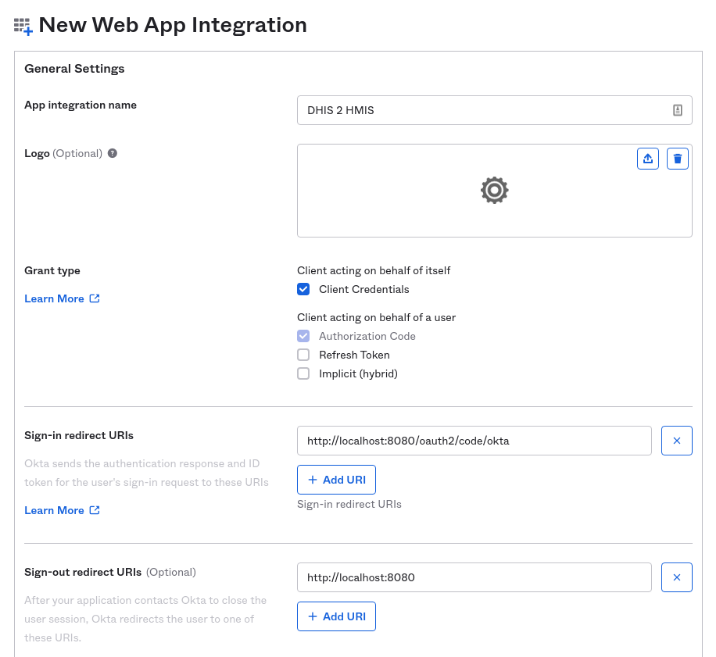 New Web App Integration
General Settings
App integration name
DHIS 2 HMIS
Logo (Optional) ?
Grant type
Learn More
Client acting on behalf of itself
Client Credentials
Client acting on behalf of a user
Authorization Code
Refresh Token
Implicit (hybrid)
Sign-in redirect URIs
Okta sends the authentication response and ID
token for the user's sign-in request to these URIs
Learn More
http://localhost:8080/oauth2/code/okta
+ Add URI
Sign-in redirect URIs
Sign-out redirect URIs (Optional)
After your application contacts Okta to close the
user session, Okta redirects the user to one of
these URIs.
http://localhost:8080
+ Add URI